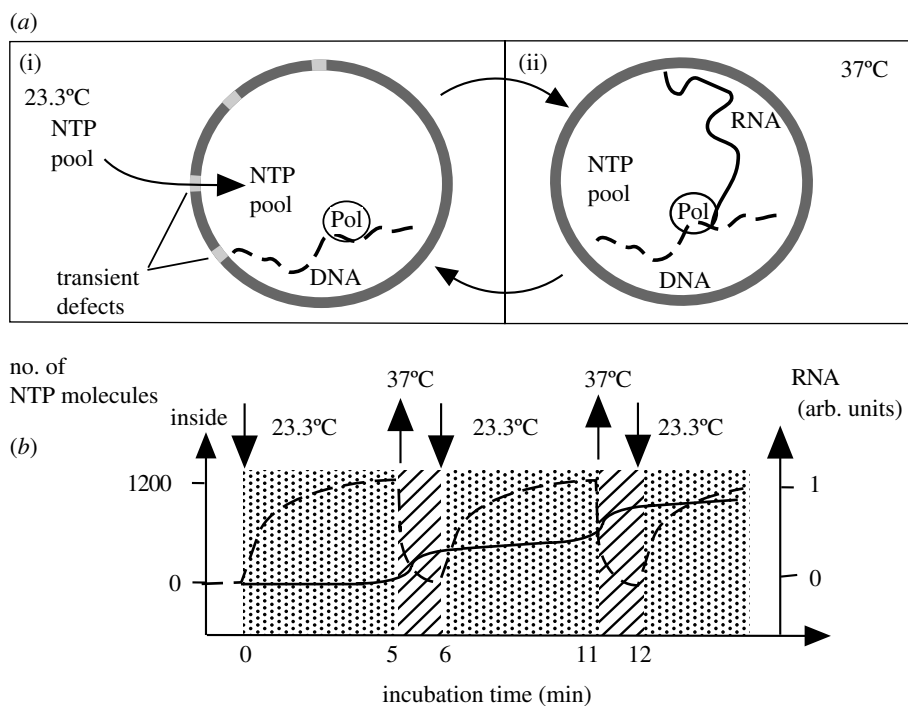 (a)
(i)
23.3ºC
NTP
pool
NTP
pool
Pol
DNA
transient
defects
(ii)
37ºC
RNA
NTP
pool
Pol
DNA
no. of
NTP molecules
RNA
(arb. units)
inside
37ºC
37ºC
23.3ºC
23.3ºC
23.3ºC
(b)
1200
0
1
0
0
5
6
11
12
incubation time (min)